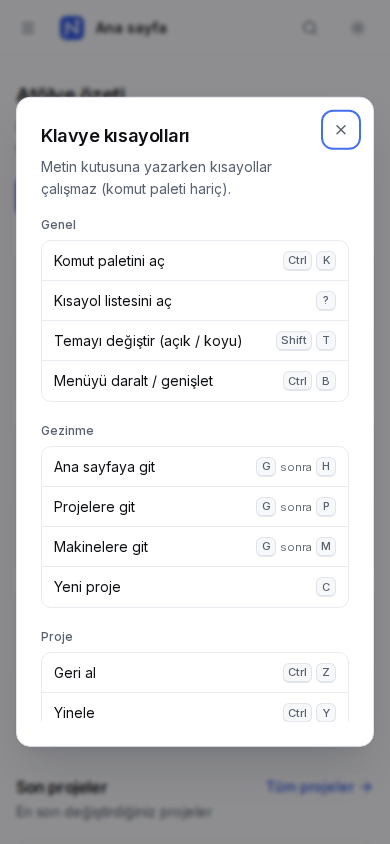 Ana sayfa
Atölye özeti
Klavye kısayolları
Metin kutusuna yazarken kısayollar
çalışmaz (komut paleti hariç).
Genel
Komut paletini aç Ctrl K
Kısayol listesini aç ?
Temayı değiştir (açık / koyu) Shift T
Menüyü daralt / genişlet Ctrl B
Gezinme
Ana sayfaya git G sonra H
Projelere git G sonra P
Makinelere git G sonra M
Yeni proje C
Proje
Geri al Ctrl Z
Yinele Ctrl Y
Son projeler Tüm projeler →
En son değiştirdiğiniz projeler